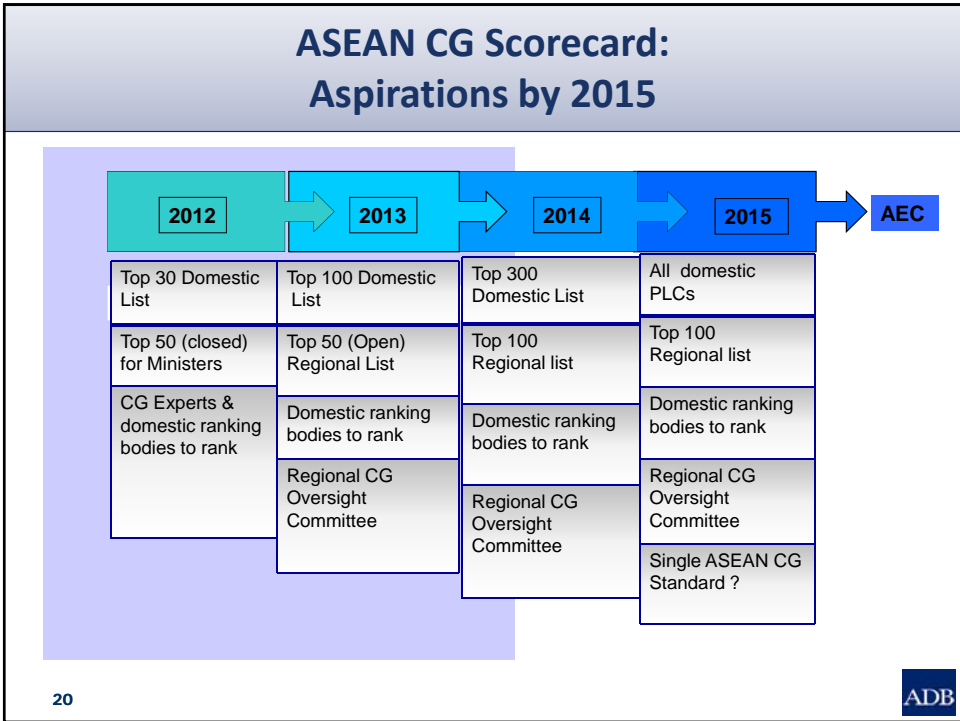 ASEAN CG Scorecard:
Aspirations by 2015
2012
2013
2014
2015
AEC
Top 30 Domestic
List
Top 50 (closed)
for Ministers
CG Experts &
domestic ranking
bodies to rank
Top 100 Domestic
List
Top 50 (Open)
Regional List
Domestic ranking
bodies to rank
Regional CG
Oversight
Committee
Top 300
Domestic List
Top 100
Regional list
Domestic ranking
bodies to rank
Regional CG
Oversight
Committee
All domestic
PLCs
Top 100
Regional list
Domestic ranking
bodies to rank
Regional CG
Oversight
Committee
Single ASEAN CG
Standard ?
20
ADB